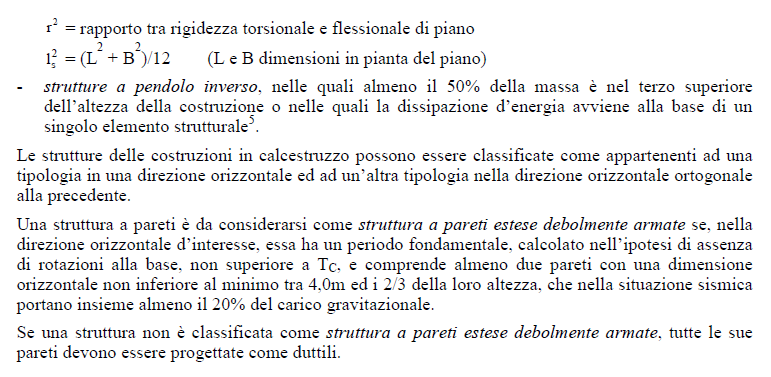 r² = rapporto tra rigidezza torsionale e flessionale di piano
lₛ² = (L² + B²)/12 (L e B dimensioni in pianta del piano)
- strutture a pendolo inverso, nelle quali almeno il 50% della massa è nel terzo superiore
dell'altezza della costruzione o nelle quali la dissipazione d'energia avviene alla base di un
singolo elemento strutturale⁵.
Le strutture delle costruzioni in calcestruzzo possono essere classificate come appartenenti ad una
tipologia in una direzione orizzontale ed ad un'altra tipologia nella direzione orizzontale ortogonale
alla precedente.
Una struttura a pareti è da considerarsi come struttura a pareti estese debolmente armate se, nella
direzione orizzontale d'interesse, essa ha un periodo fondamentale, calcolato nell'ipotesi di assenza
di rotazioni alla base, non superiore a TC, e comprende almeno due pareti con una dimensione
orizzontale non inferiore al minimo tra 4,0m ed i 2/3 della loro altezza, che nella situazione sismica
portano insieme almeno il 20% del carico gravitazionale.
Se una struttura non è classificata come struttura a pareti estese debolmente armate, tutte le sue
pareti devono essere progettate come duttili.